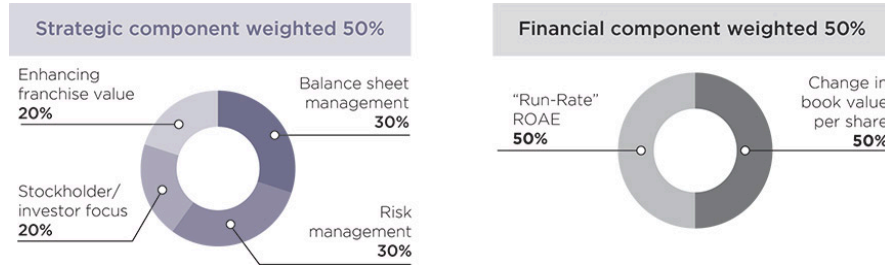 Strategic component weighted 50%
Enhancing
franchise value
20%
Balance sheet
management
30%
Stockholder/
investor focus
20%
Risk
management
30%
Financial component weighted 50%
“Run-Rate”
ROAE
50%
Change in
book value
per share
50%